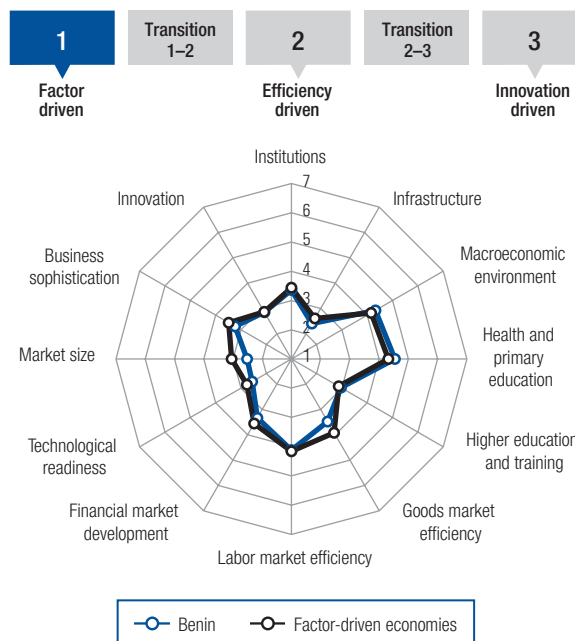 1
Transition
1–2
2
Transition
2–3
3
Factor
driven
Efficiency
driven
Innovation
driven
Institutions
7
6
5
4
3
2
1
Infrastructure
Macroeconomic
environment
Health and
primary
education
Higher education
and training
Goods market
efficiency
Labor market efficiency
Financial market
development
Technological
readiness
Market size
Business
sophistication
Innovation
Benin
Factor-driven economies